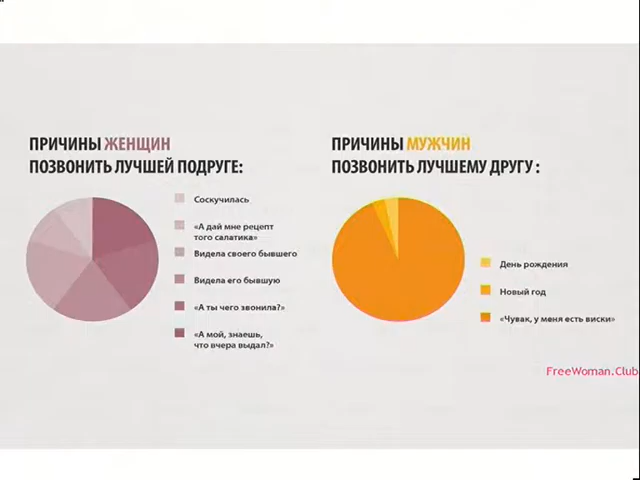 ПРИЧИНЫ ЖЕНЩИН
ПОЗВОНИТЬ ЛУЧШЕЙ ПОДРУГЕ:
Соскучилась
«А дай мне рецепт
того салатика»
Видела своего бывшего
Видела его бывшую
«А ты чего звонила?»
«А мой, знаешь,
что вчера выдал?»
ПРИЧИНЫ МУЖЧИН
ПОЗВОНИТЬ ЛУЧШЕМУ ДРУГУ :
День рождения
Новый год
«Чувак, у меня есть виски»
FreeWoman.Club